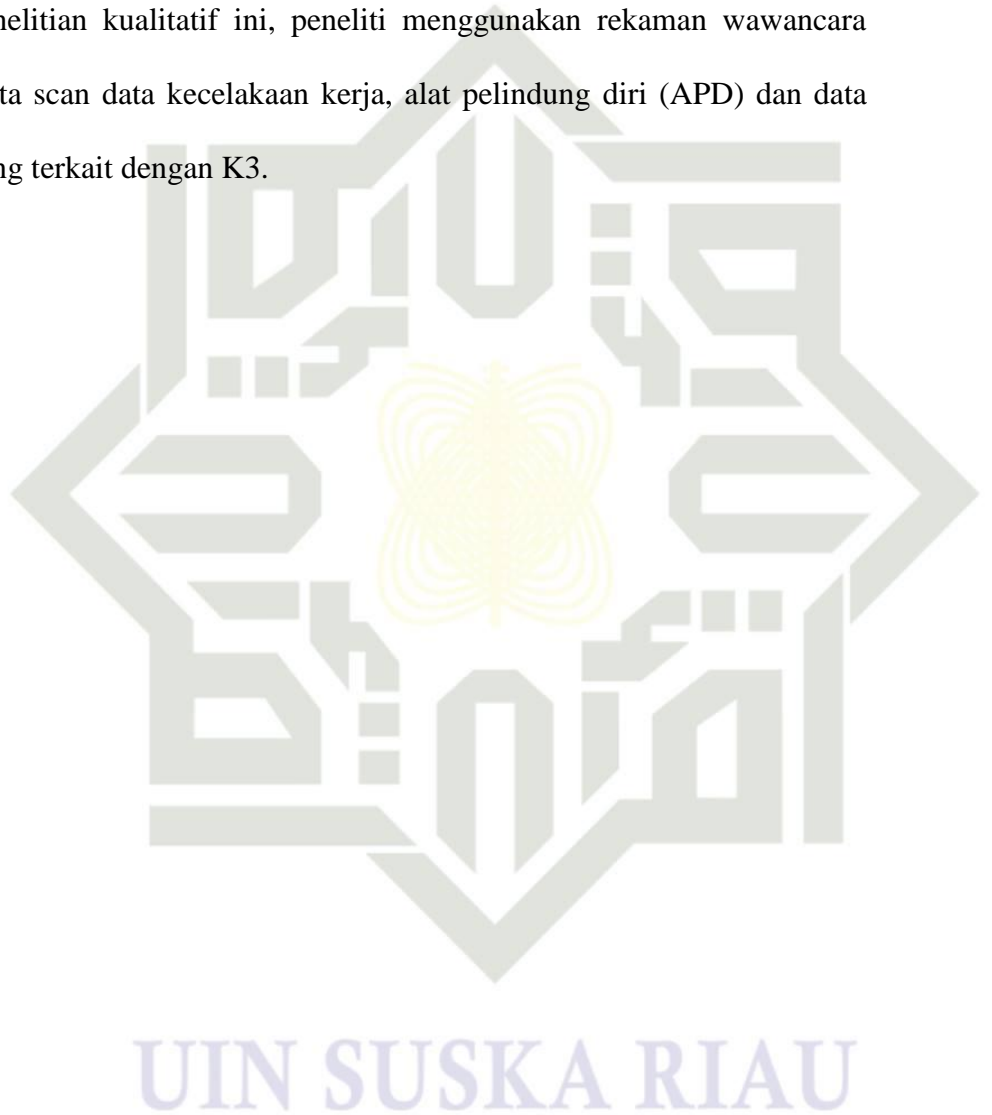 nelitian kualitatif ini, peneliti menggunakan rekaman wawancara
ta scan data kecelakaan kerja, alat pelindung diri (APD) dan data
ng terkait dengan K3.
UIN SUSKA RIAU